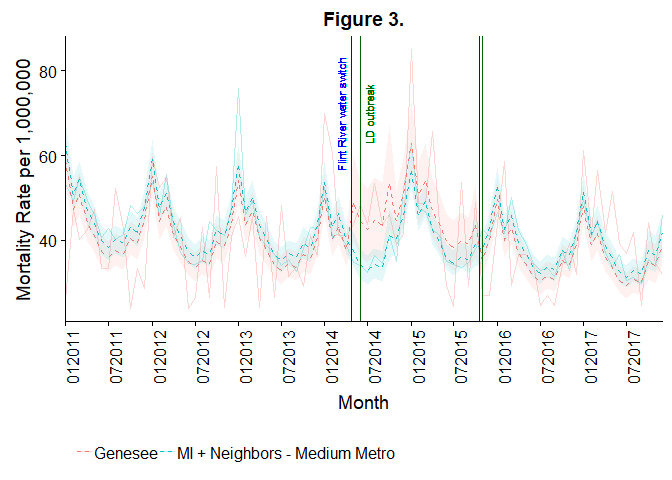 Figure 3.
Mortality Rate per 1,000,000
80
60
40
Flint River water switch
LD outbreak
012011
072011
012012
072012
012013
072013
012014
072014
012015
072015
012016
072016
012017
072017
Month
Genesee
MI + Neighbors - Medium Metro